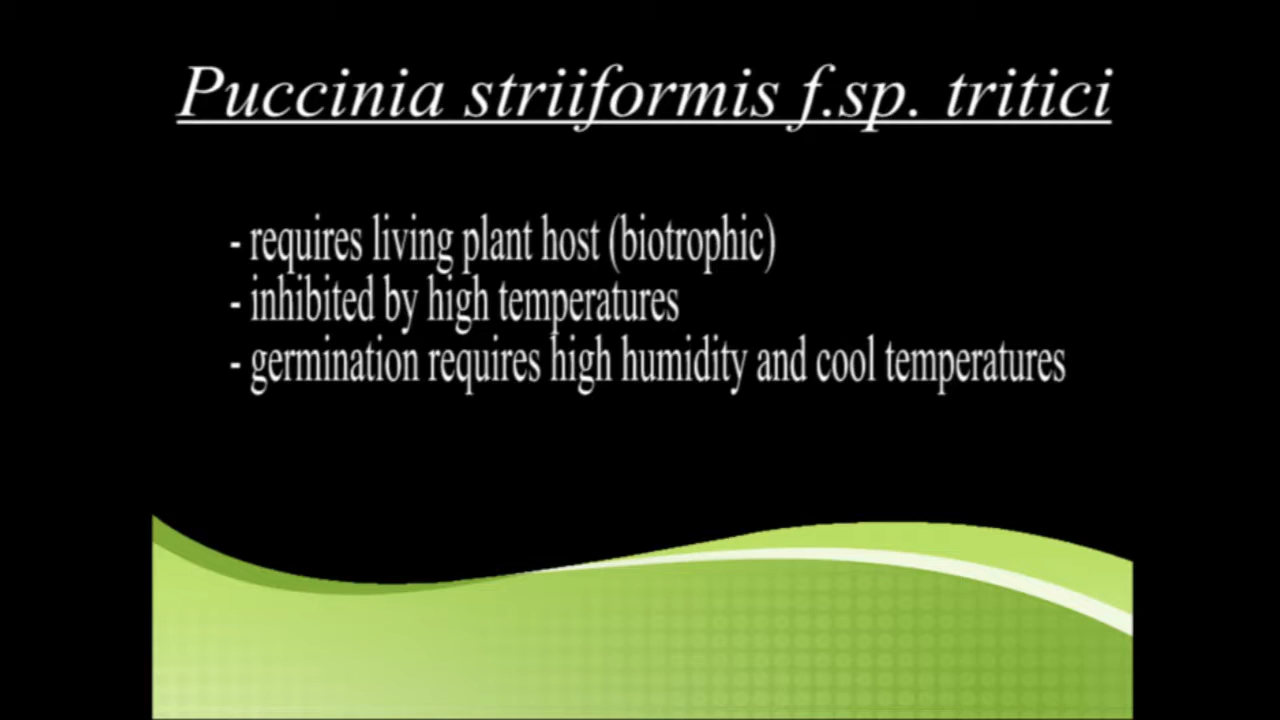 Puccinia striiformis f.sp. tritici
- requires living plant host (biotrophic)
- inhibited by high temperatures
- germination requires high humidity and cool temperatures